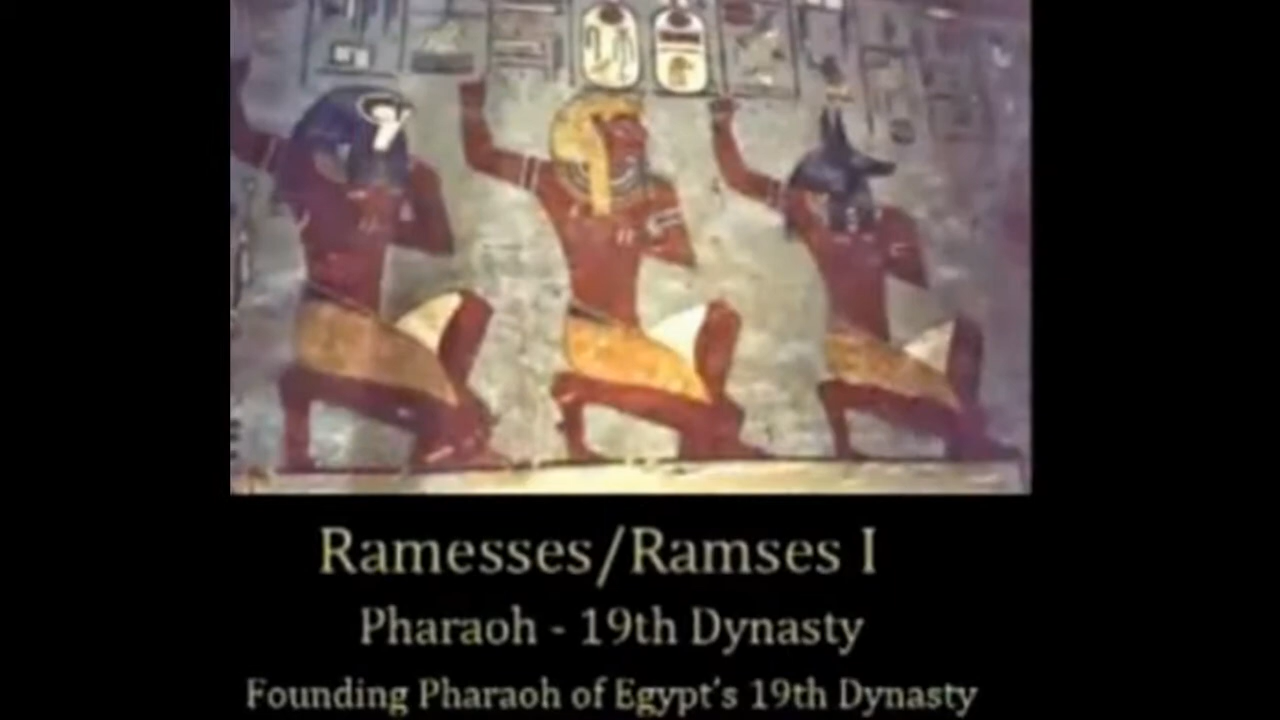 Ramesses/Ramses I
Pharaoh - 19th Dynasty
Founding Pharaoh of Egypt's 19th Dynasty